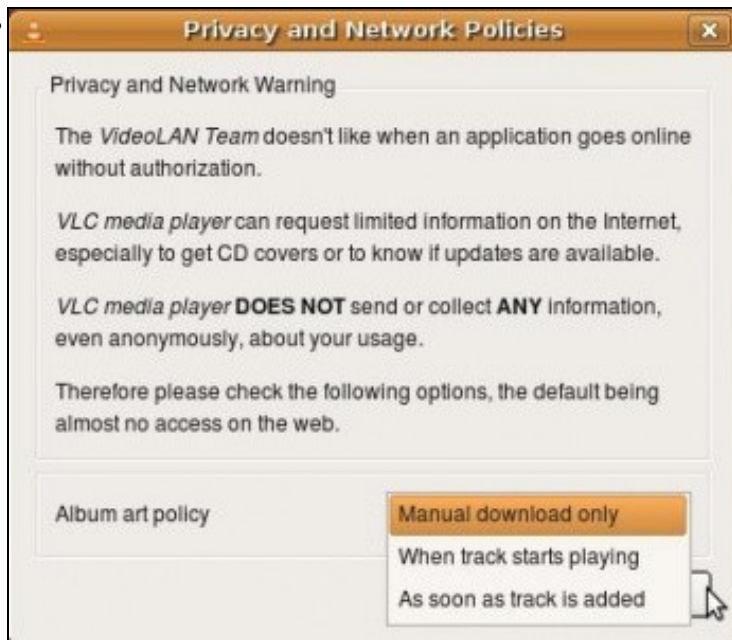 Privacy and Network Policies
Privacy and Network Warning
The VideoLAN Team doesn't like when an application goes online
without authorization.
VLC media player can request limited information on the Internet,
especially to get CD covers or to know if updates are available.
VLC media player DOES NOT send or collect ANY information,
even anonymously, about your usage.
Therefore please check the following options, the default being
almost no access on the web.
Album art policy
Manual download only
When track starts playing
As soon as track is added